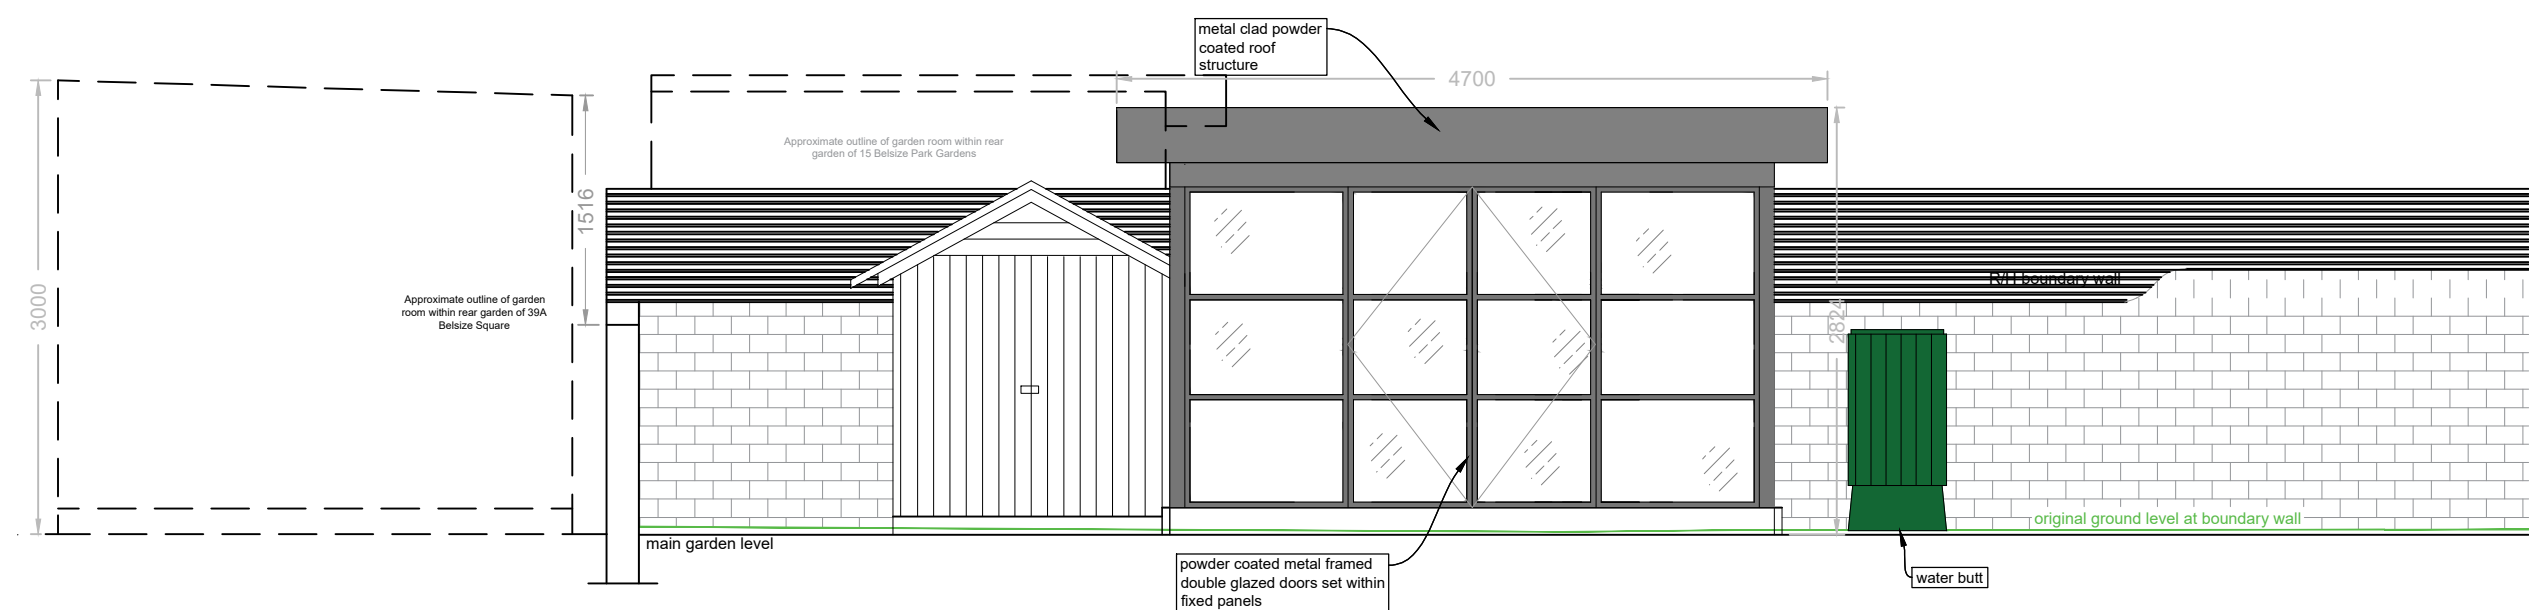 metal clad powder
coated roof
structure
4700
Approximate outline of garden room within rear
garden of 15 Belsize Park Gardens
1516
3000
Approximate outline of garden
room within rear garden of 39A
Belsize Square
R/H boundary wall
2824
original ground level at boundary wall
main garden level
powder coated metal framed
double glazed doors set within
fixed panels
water butt